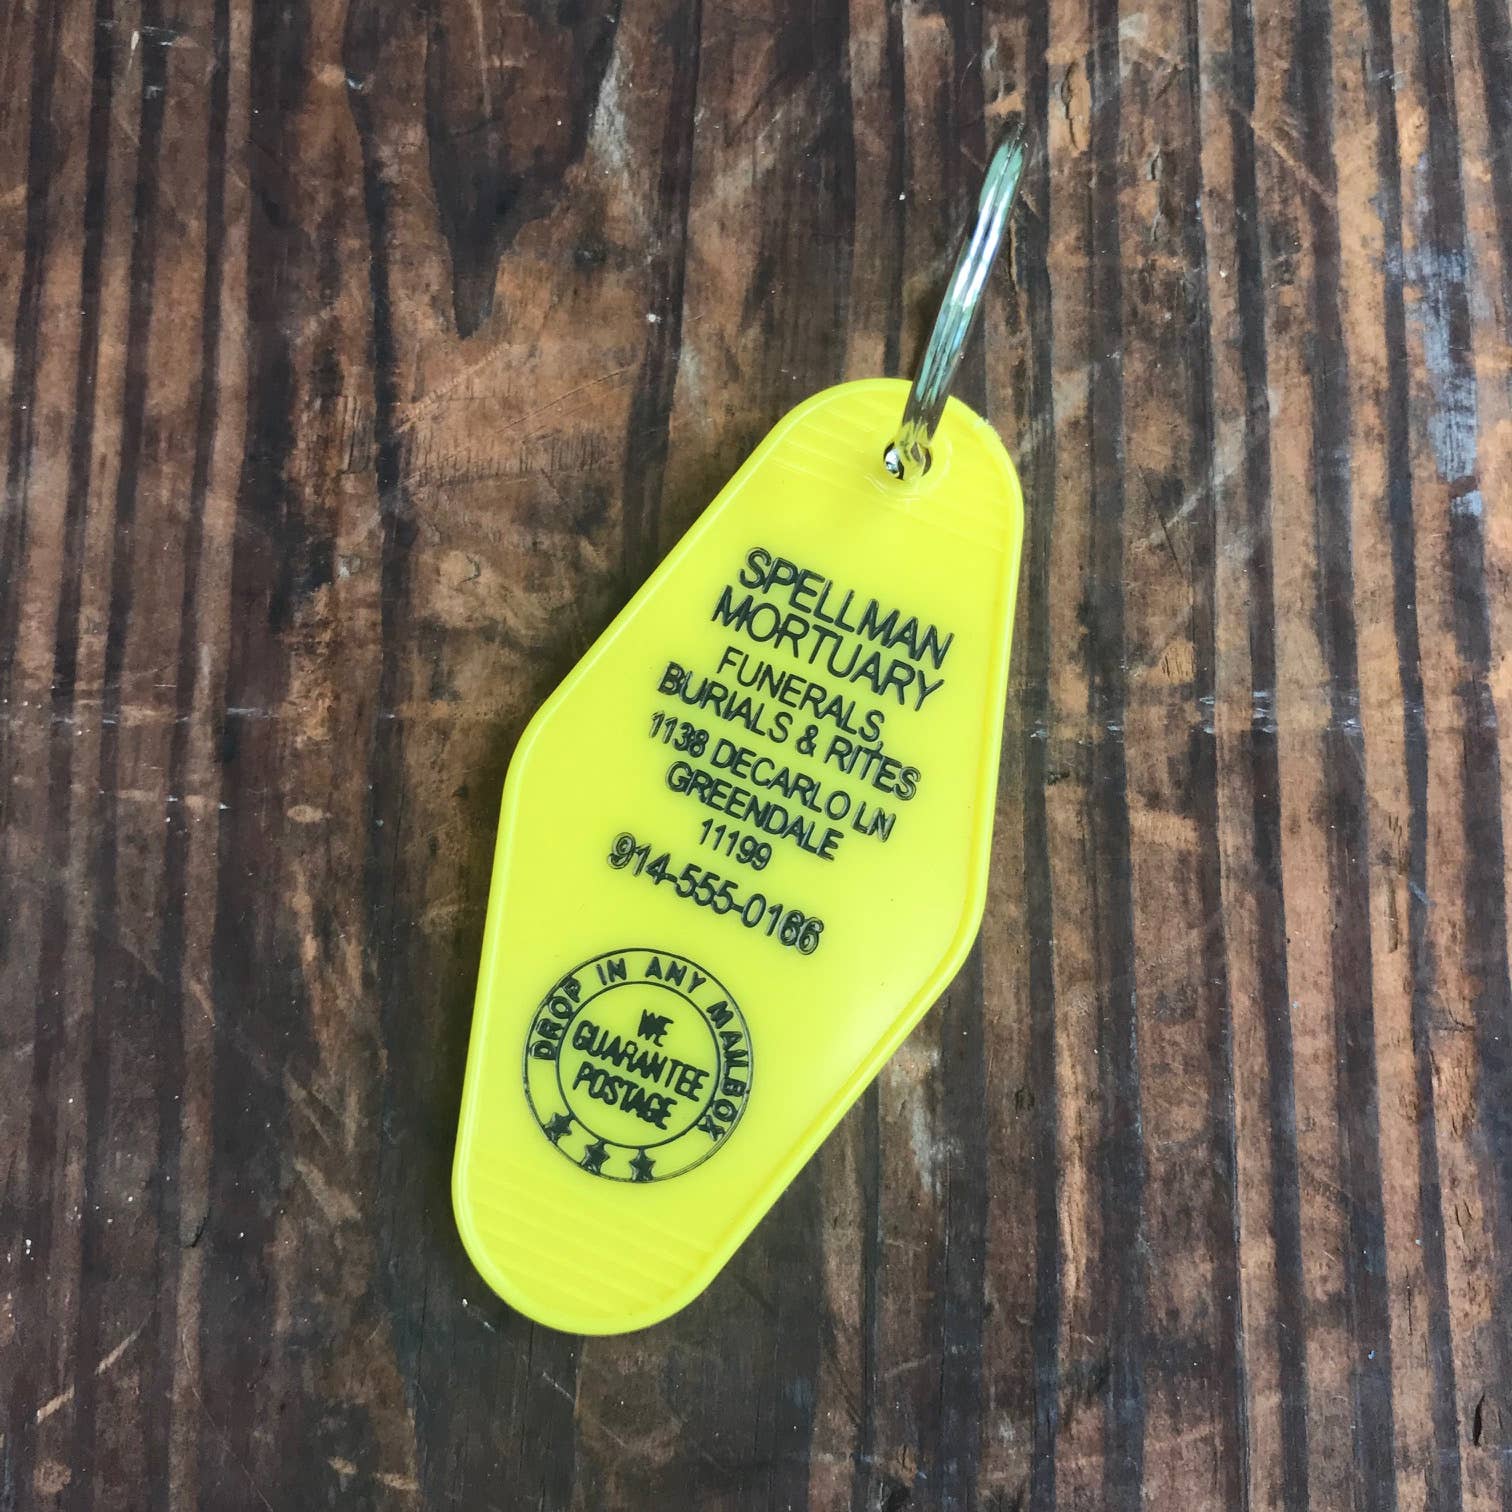 SPELLMAN
MORTUARY
FUNERALS,
BURIALS & RITES
1138 DECARLO LN
GREENDALE
11199
914-555-0166
DROP IN ANY MAILBOX
WE
GUARANTEE
POSTAGE